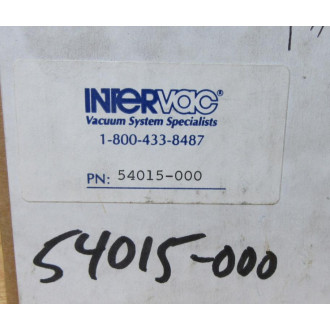 INTERVAC®
Vacuum System Specialists
1-800-433-8487
PN: 54015-000
54015-000